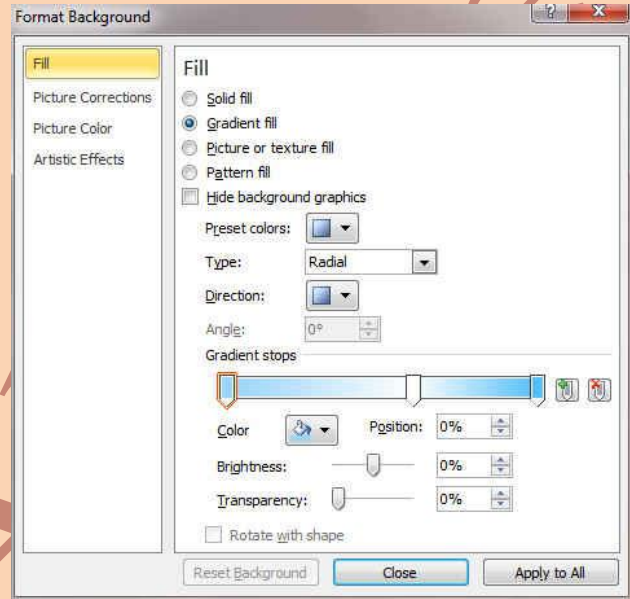 Format Background
?
X
Fill
Picture Corrections
Picture Color
Artistic Effects
Fill
Solid fill
Gradient fill
Picture or texture fill
Pattern fill
Hide background graphics
Preset colors:
Type: Radial
Direction:
Angle: 0°
Gradient stops
Color Position: 0%
Brightness: 0%
Transparency: 0%
Rotate with shape
Reset Background Close Apply to All